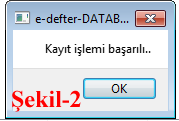 e-defter-DATAB...
Kayıt işlemi başarılı..
OK
Şekil-2